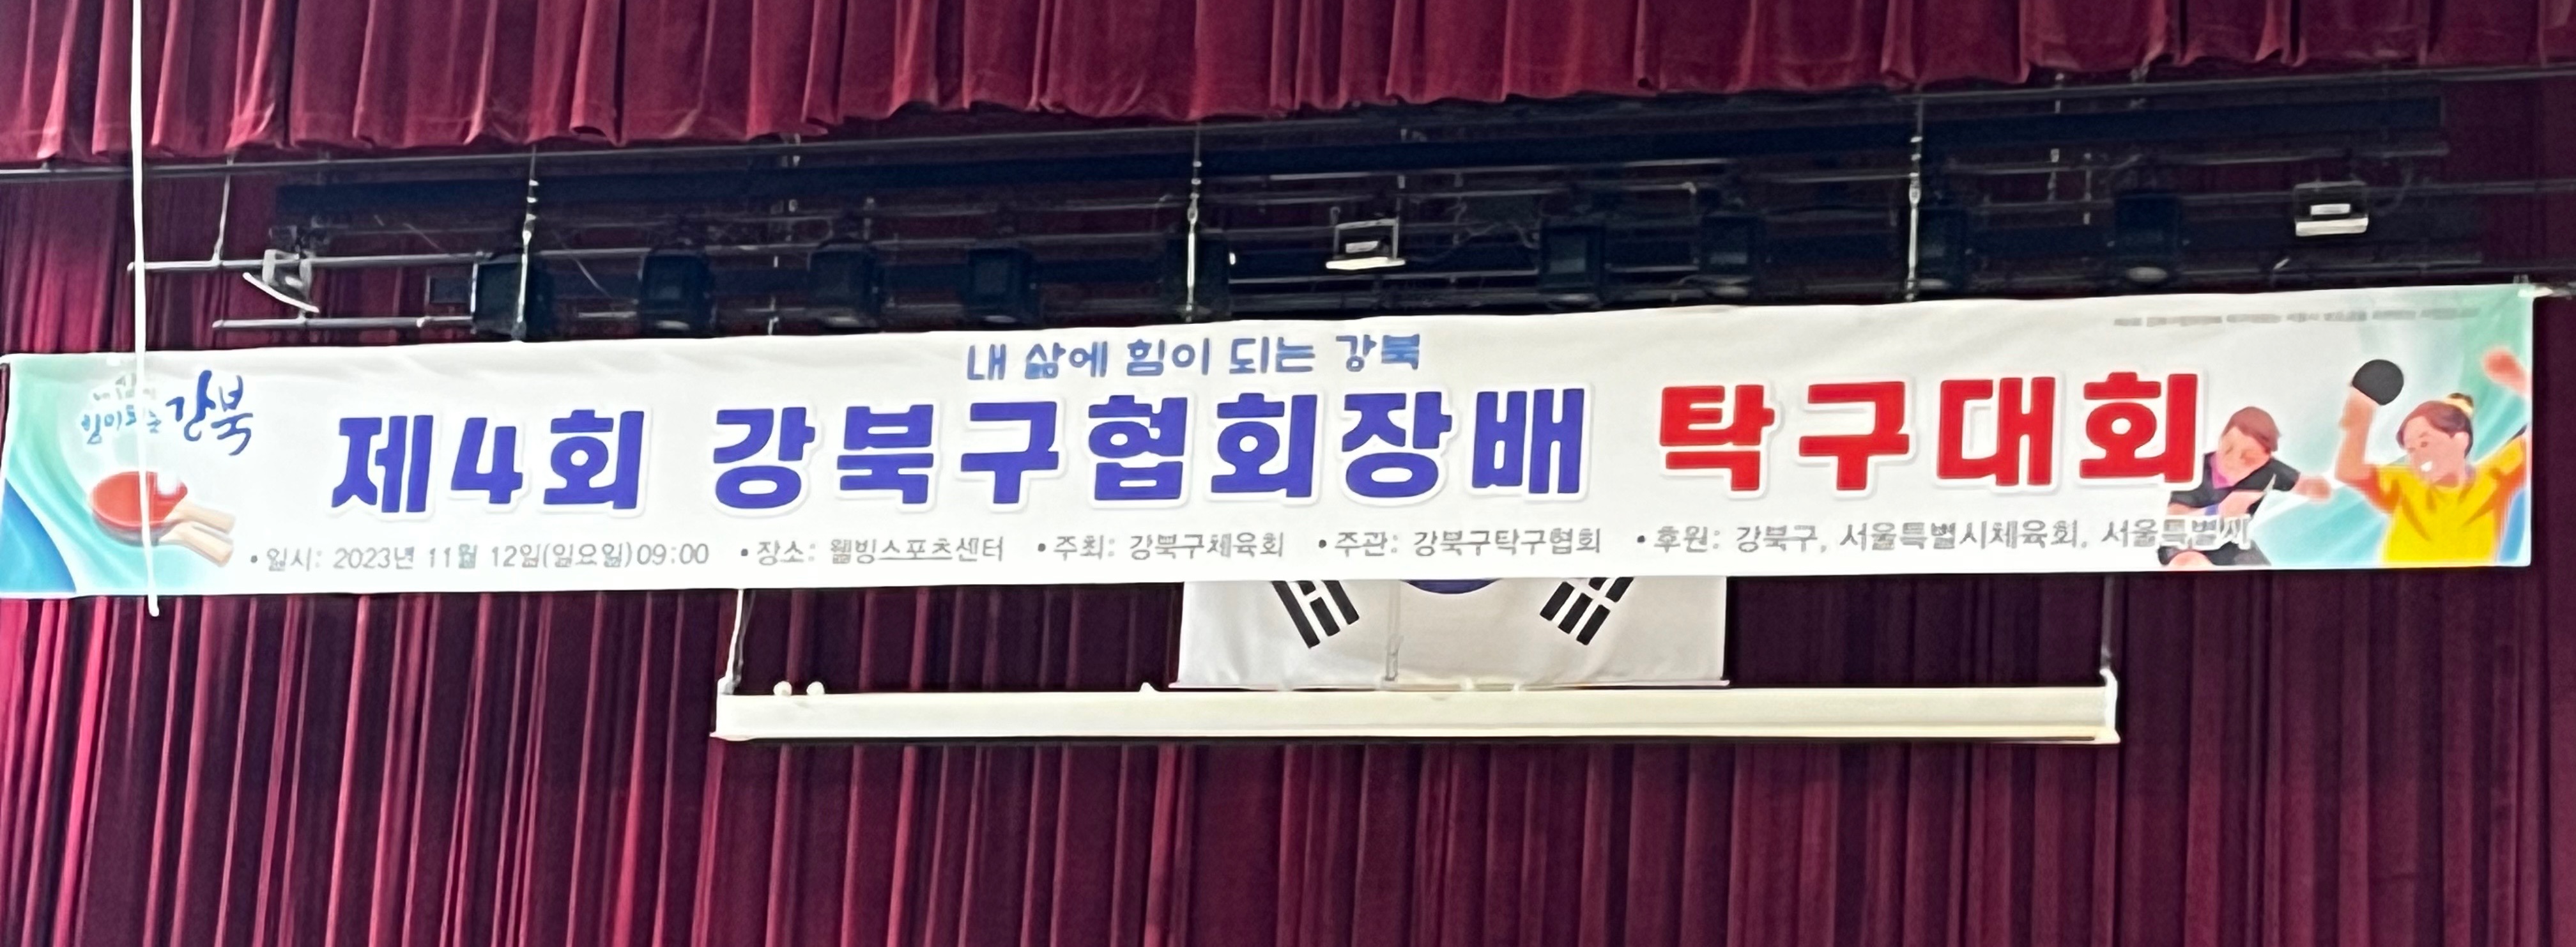 내 삶에 힘이 되는 강북
힘이 되는 강북
제4회 강북구협회장배 탁구대회
• 일시: 2023년 11월 12일(일요일)09:00 • 장소: 웰빙스포츠센터 • 주최: 강북구체육회 • 주관: 강북구탁구협회 • 후원: 강북구, 서울특별시체육회, 서울특별시